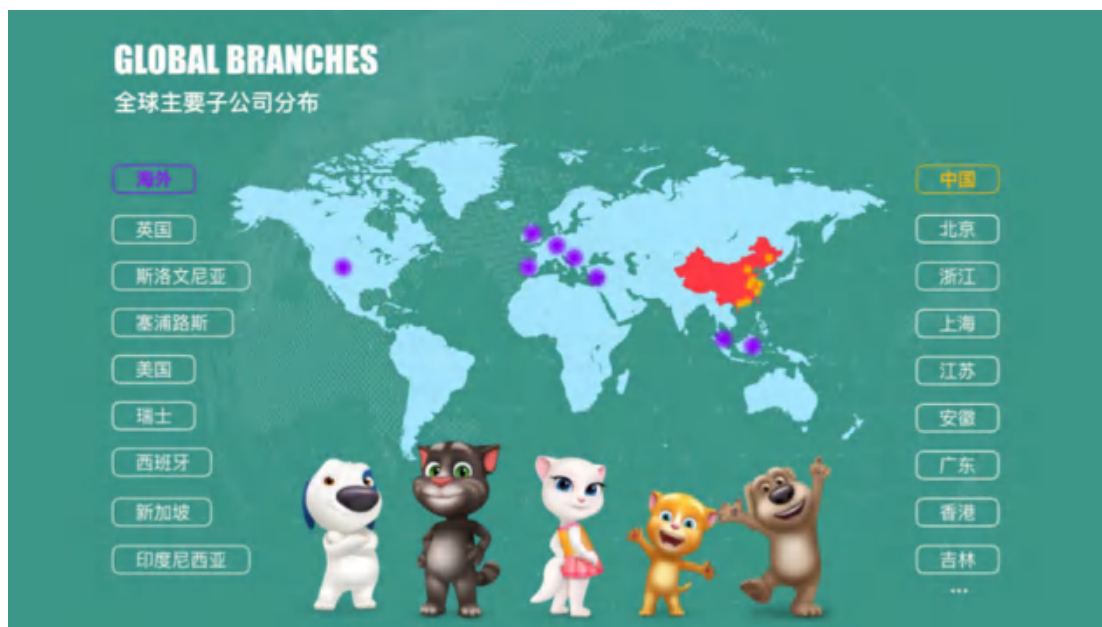 GLOBAL BRANCHES
全球主要子公司分布
海外
英国
斯洛文尼亚
塞浦路斯
美国
瑞士
西班牙
新加坡
印度尼西亚
中国
北京
浙江
上海
江苏
安徽
广东
香港
吉林
...